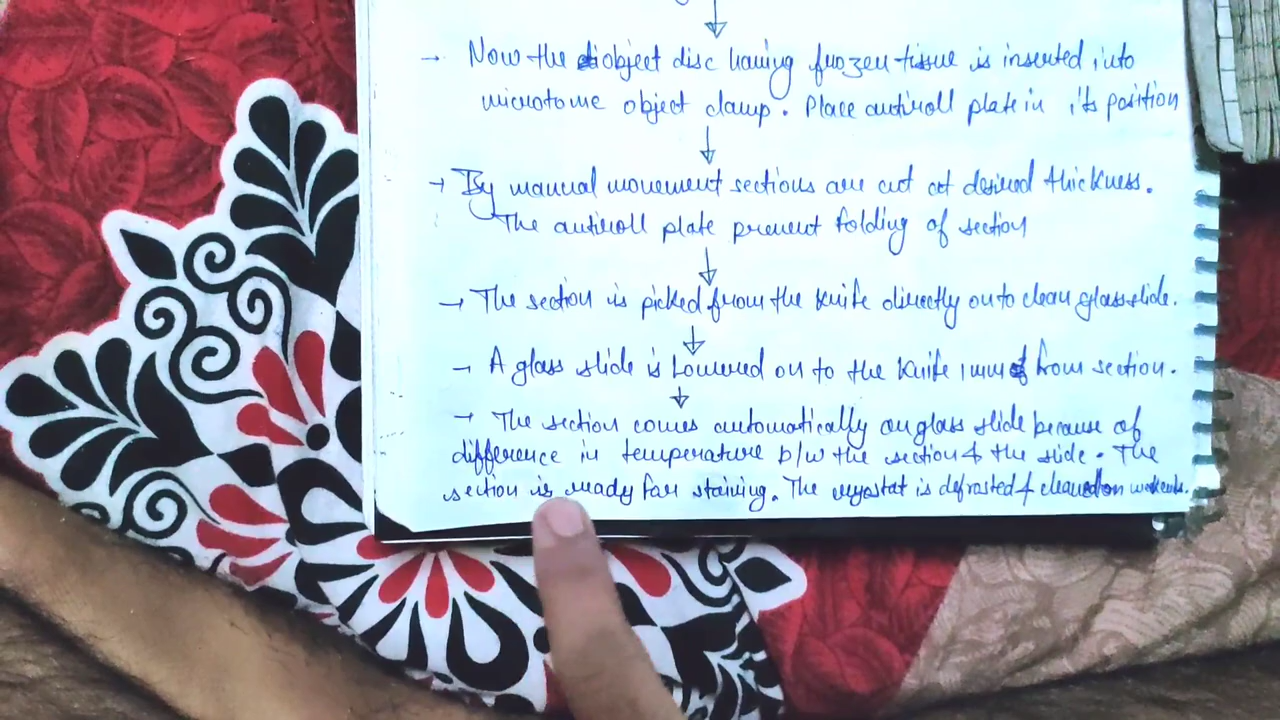 → Now the object disc having frozen tissue is inserted into
microtome object clamp. Place antiroll plate in its position
→ By manual movement sections are cut at desired thickness.
The antiroll plate prevent folding of section
→ The section is picked from the knife directly onto clean glass slide.
→ A glass slide is Lowered on to the knife 1mm from section.
→ The section comes automatically on glass slide because of
difference in temperature b/w the section & the slide. The
section is ready for staining. The cryostat is defrosted & cleaned on weekends.